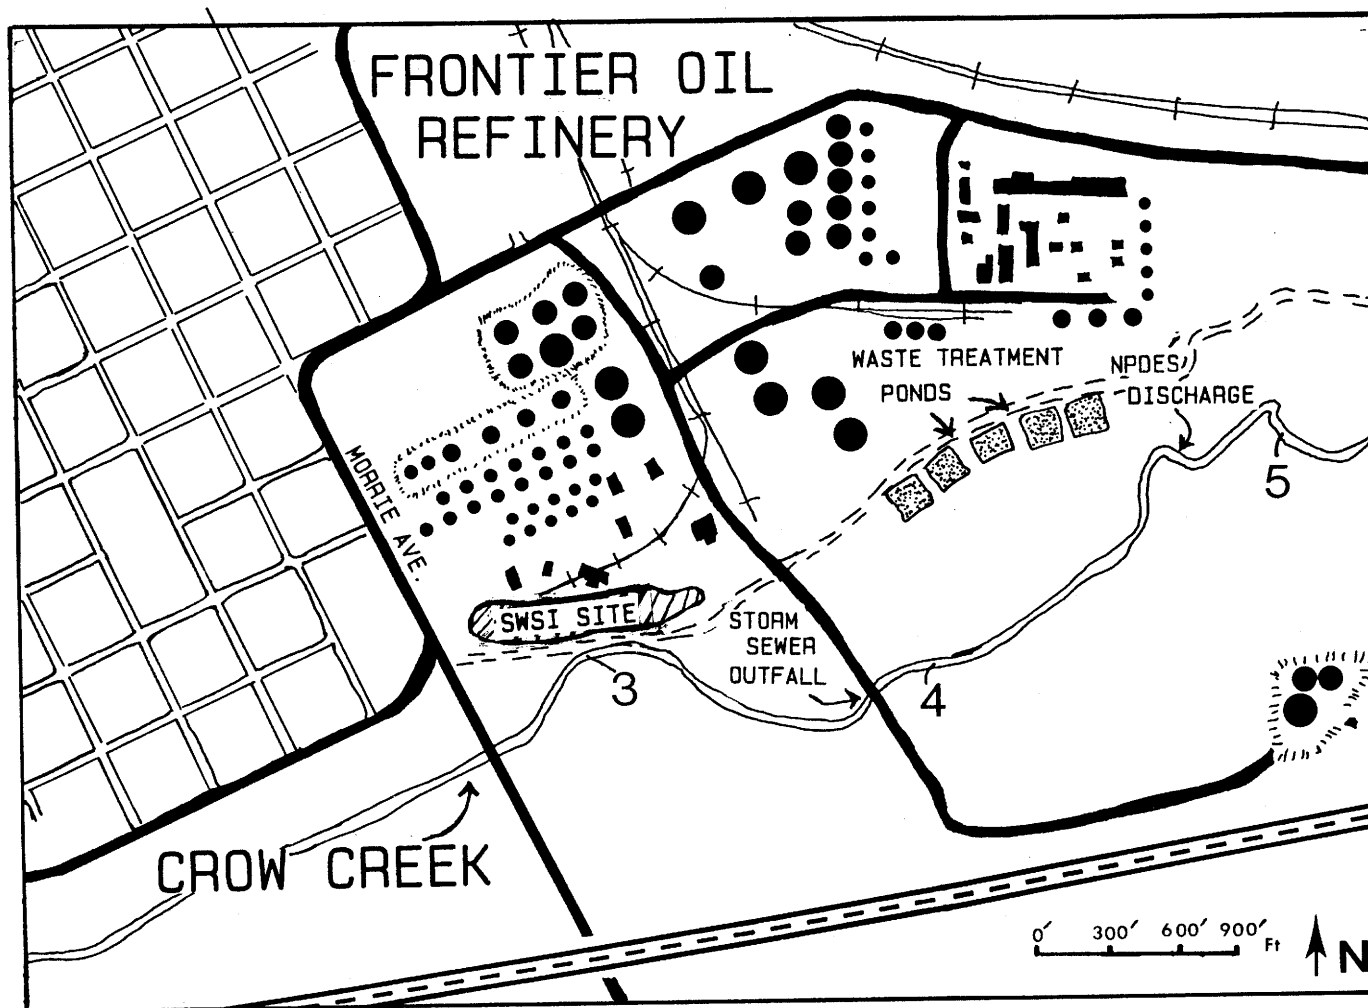 FRONTIER OIL
REFINERY
WASTE TREATMENT
PONDS
NPDES
DISCHARGE
MORRIE AVE.
5
SWSI SITE
STORM
SEWER
OUTFALL
3
4
CROW CREEK
0' 300' 600' 900' Ft
N